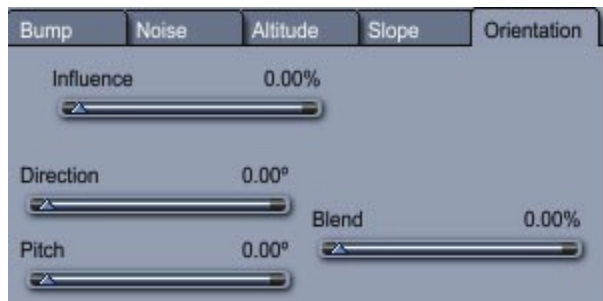 Bump Noise Altitude Slope Orientation
Influence 0.00%
Direction 0.00º
Blend 0.00%
Pitch 0.00º